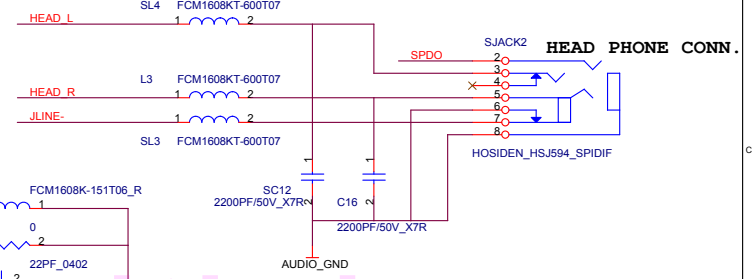 SL4 FCM1608KT-600T07
HEAD_L
1 2
SJACK2 HEAD PHONE CONN.
SPDO
2
3
4
5
6
7
8
L3 FCM1608KT-600T07
HEAD_R
1 2
JLINE-
1 2
SL3 FCM1608KT-600T07
HOSIDEN_HSJ594_SPIDIF
C
1 1
SC12
2200PF/50V_X7R
2
C16
2
2200PF/50V_X7R
FCM1608K-151T06_R
1
0
2
22PF_0402
2
AUDIO_GND